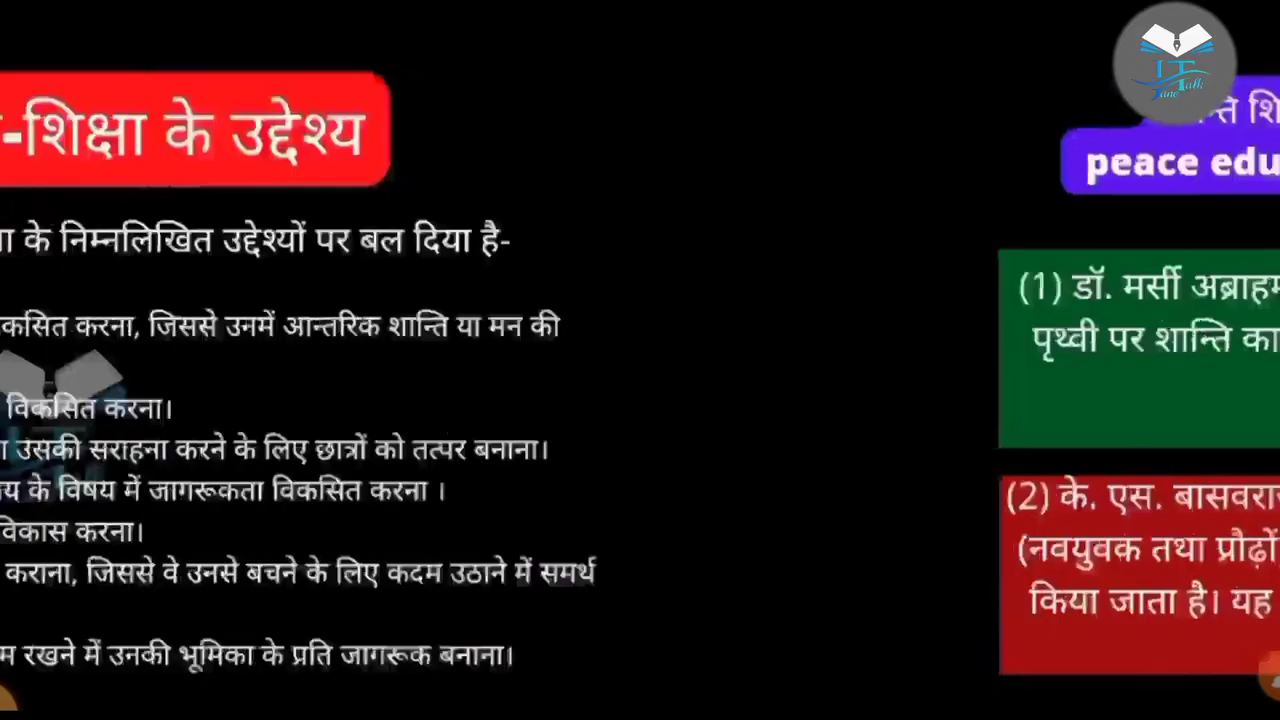 -शिक्षा के उद्देश्य
के निम्नलिखित उद्देश्यों पर बल दिया है-
कसित करना, जिससे उनमें आन्तरिक शान्ति या मन की
विकसित करना।
उसकी सराहना करने के लिए छात्रों को तत्पर बनाना।
के विषय में जागरूकता विकसित करना ।
विकास करना।
कराना, जिससे वे उनसे बचने के लिए कदम उठाने में समर्थ
रखने में उनकी भूमिका के प्रति जागरूक बनाना।
शि
peace edu
(1) डॉ. मर्सी अब्राहम
पृथ्वी पर शान्ति का
(2) के. एस. बासवरा
(नवयुवक तथा प्रौढ़ों
किया जाता है। यह